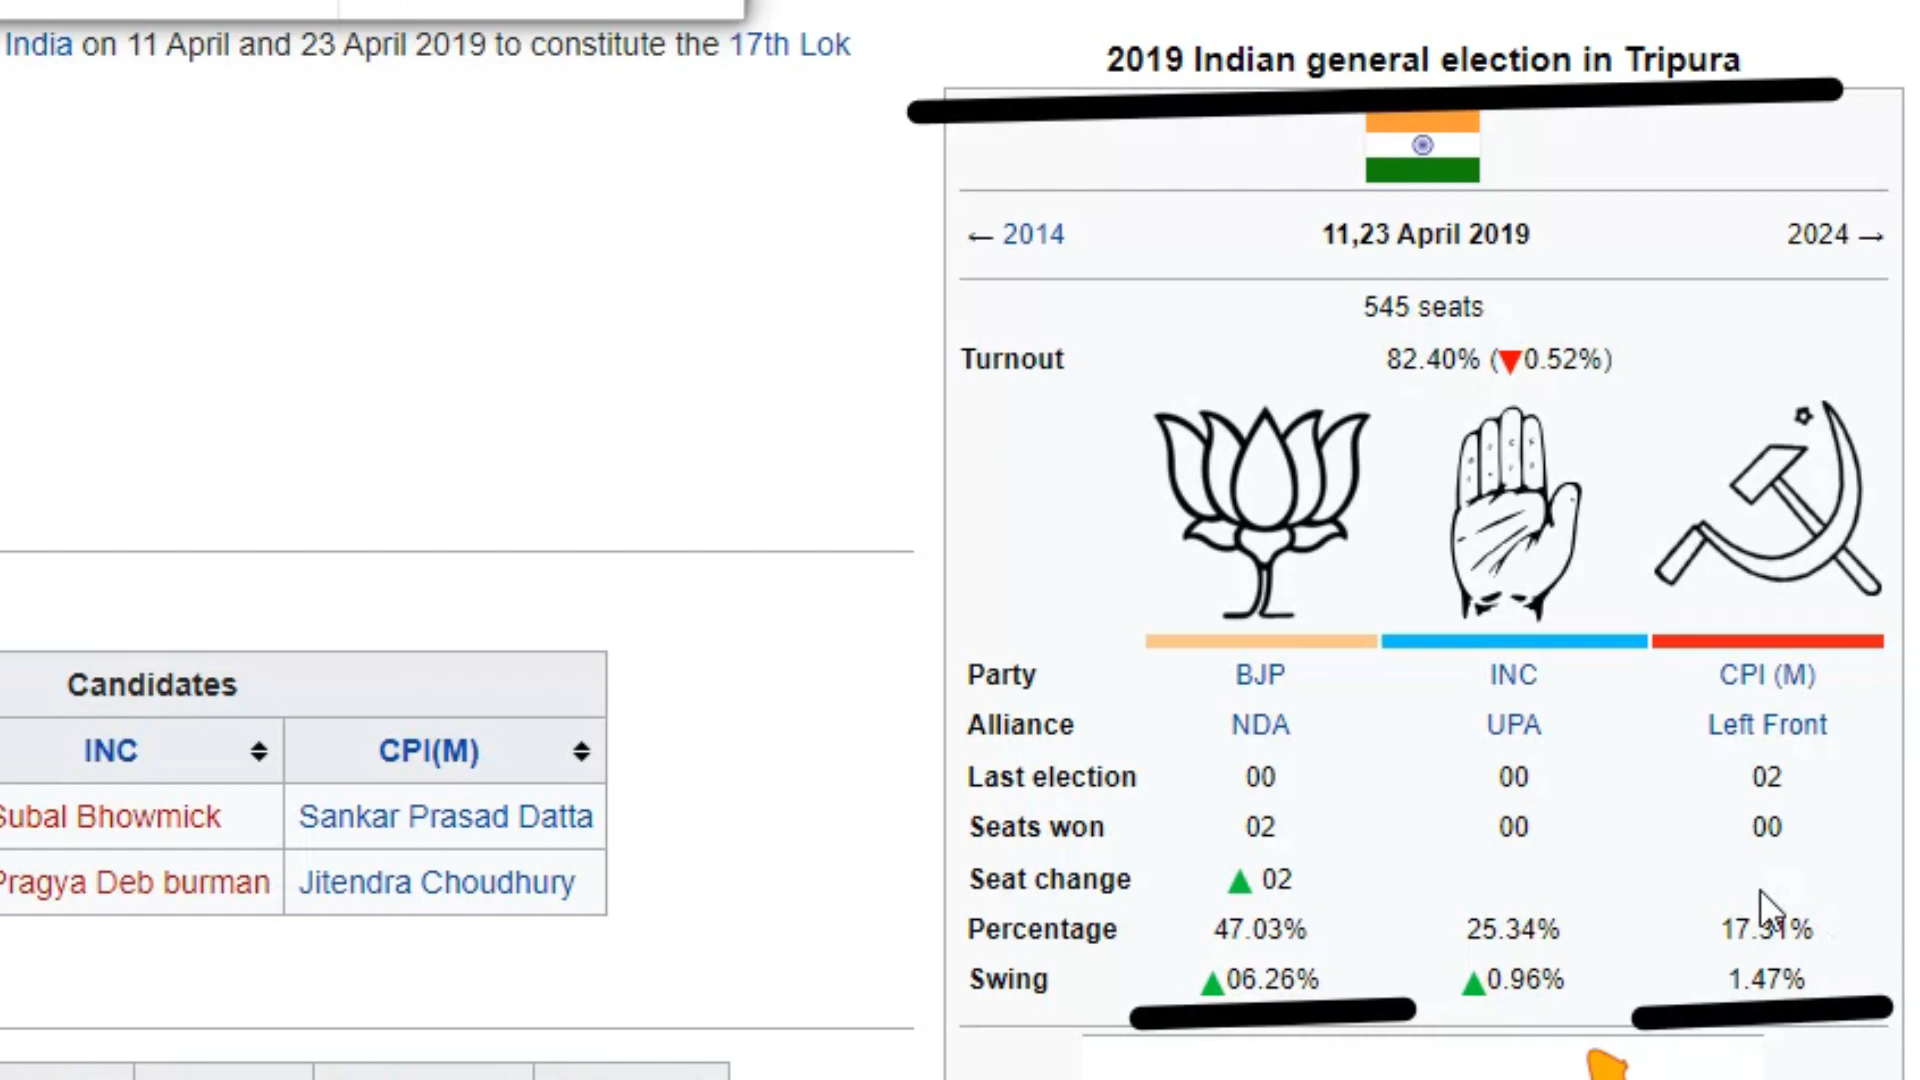 India on 11 April and 23 April 2019 to constitute the 17th Lok
Candidates
INC CPI(M)
Subal Bhowmick Sankar Prasad Datta
Pragya Deb burman Jitendra Choudhury
2019 Indian general election in Tripura
← 2014 11,23 April 2019 2024 →
545 seats
Turnout 82.40% (▼0.52%)
Party BJP INC CPI (M)
Alliance NDA UPA Left Front
Last election 00 00 02
Seats won 02 00 00
Seat change ▲ 02
Percentage 47.03% 25.34%
Swing ▲06.26% ▲0.96% 1.47%